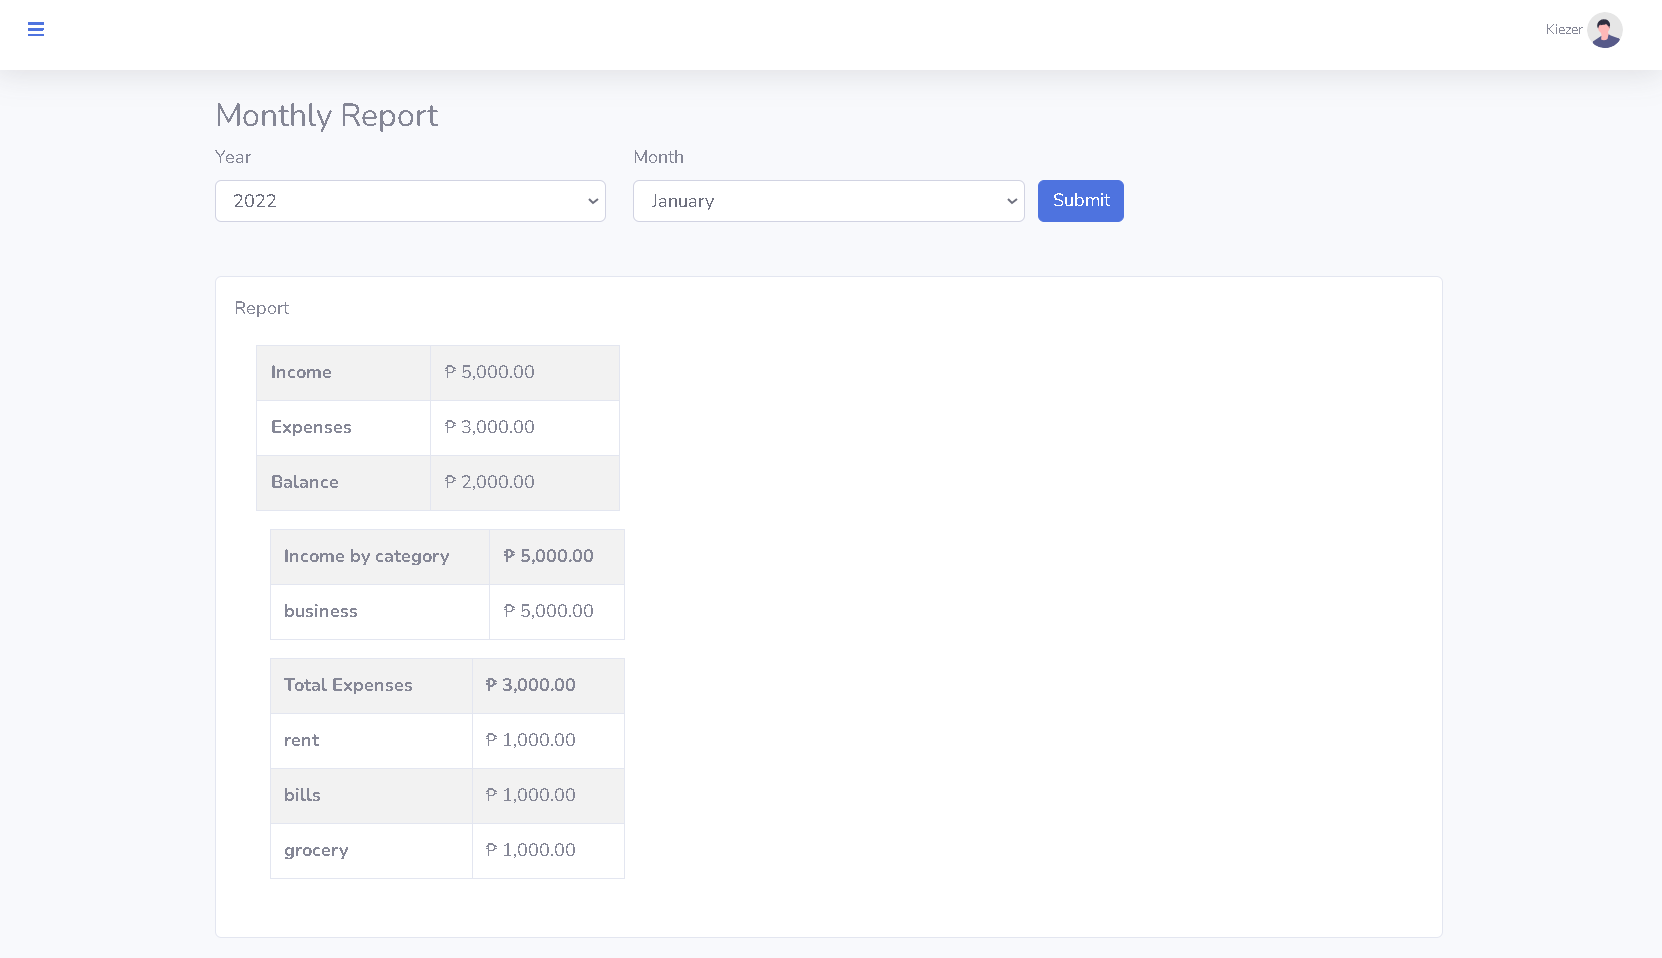 Kiezer
Monthly Report
Year Month
2022 January Submit
Report
Income ₱ 5,000.00
Expenses ₱ 3,000.00
Balance ₱ 2,000.00
Income by category ₱ 5,000.00
business ₱ 5,000.00
Total Expenses ₱ 3,000.00
rent ₱ 1,000.00
bills ₱ 1,000.00
grocery ₱ 1,000.00